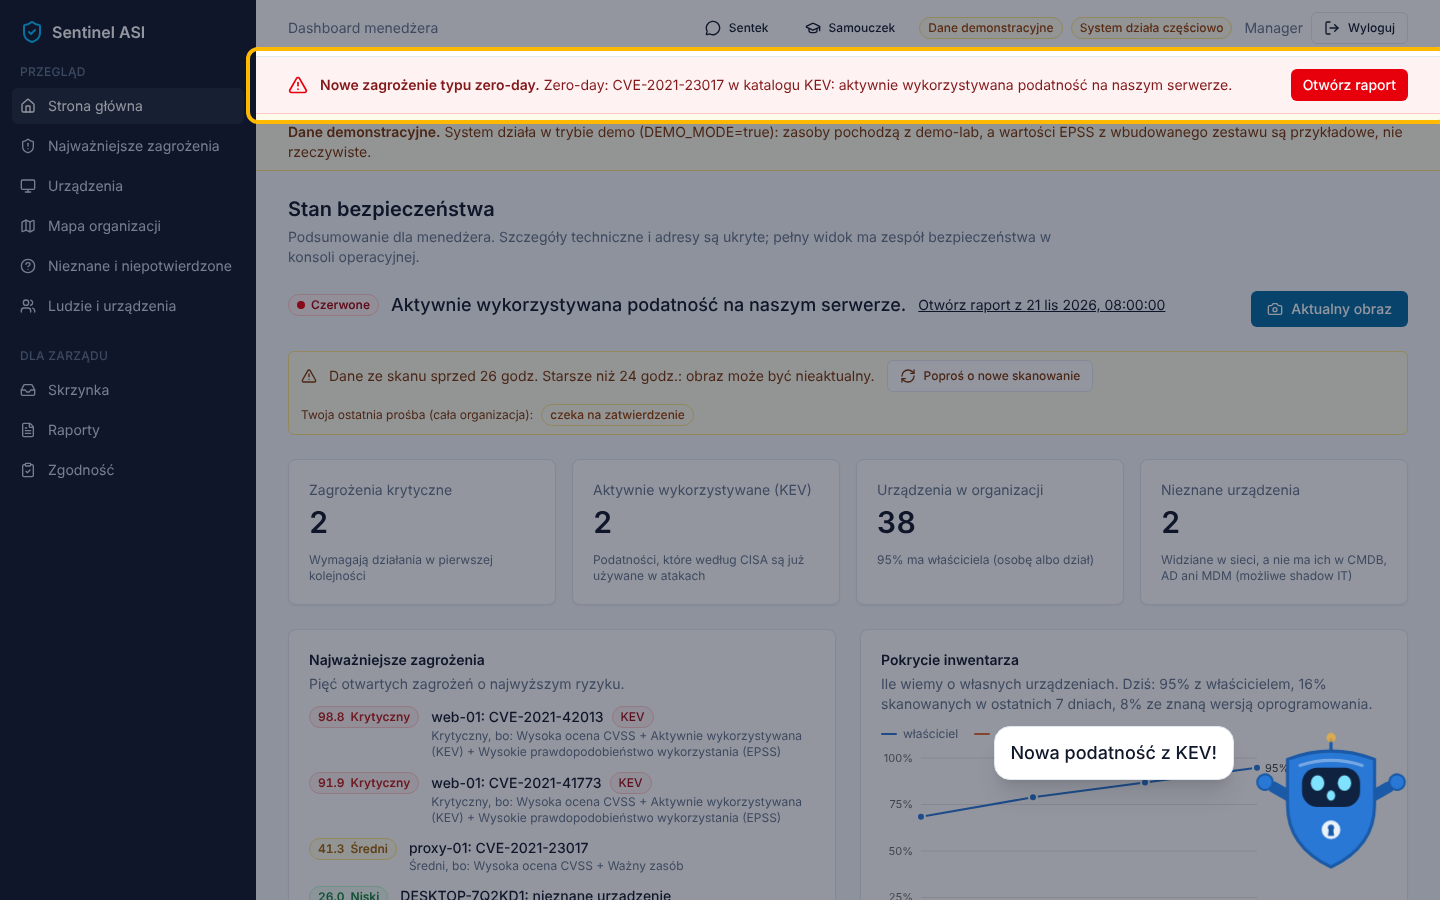 Sentinel ASI
PRZEGLĄD
Strona główna
Najważniejsze zagrożenia
Urządzenia
Mapa organizacji
Nieznane i niepotwierdzone
Ludzie i urządzenia
DLA ZARZĄDU
Skrzynka
Raporty
Zgodność
Dashboard menedżera
Sentek
Samouczek
Dane demonstracyjne
System działa częściowo
Manager
Wyloguj
Nowe zagrożenie typu zero-day. Zero-day: CVE-2021-23017 w katalogu KEV: aktywnie wykorzystywana podatność na naszym serwerze.
Otwórz raport
Dane demonstracyjne. System działa w trybie demo (DEMO_MODE=true): zasoby pochodzą z demo-lab, a wartości EPSS z wbudowanego zestawu są przykładowe, nie
rzeczywiste.
Stan bezpieczeństwa
Podsumowanie dla menedżera. Szczegóły techniczne i adresy są ukryte; pełny widok ma zespół bezpieczeństwa w
konsoli operacyjnej.
Czerwone
Aktywnie wykorzystywana podatność na naszym serwerze.
Otwórz raport z 21 lis 2026, 08:00:00
Aktualny obraz
Dane ze skanu sprzed 26 godz. Starsze niż 24 godz.: obraz może być nieaktualny.
Poproś o nowe skanowanie
Twoja ostatnia prośba (cała organizacja):
czeka na zatwierdzenie
Zagrożenia krytyczne
2
Wymagają działania w pierwszej
kolejności
Aktywnie wykorzystywane (KEV)
2
Podatności, które według CISA są już
używane w atakach
Urządzenia w organizacji
38
95% ma właściciela (osobę albo dział)
Nieznane urządzenia
2
Widziane w sieci, a nie ma ich w CMDB,
AD ani MDM (możliwe shadow IT)
Najważniejsze zagrożenia
Pięć otwartych zagrożeń o najwyższym ryzyku.
98.8 Krytyczny
web-01: CVE-2021-42013
KEV
Krytyczny, bo: Wysoka ocena CVSS + Aktywnie wykorzystywana
(KEV) + Wysokie prawdopodobieństwo wykorzystania (EPSS)
91.9 Krytyczny
web-01: CVE-2021-41773
KEV
Krytyczny, bo: Wysoka ocena CVSS + Aktywnie wykorzystywana
(KEV) + Wysokie prawdopodobieństwo wykorzystania (EPSS)
41.3 Średni
proxy-01: CVE-2021-23017
Średni, bo: Wysoka ocena CVSS + Ważny zasób
26.0 Niski
DESKTOP-7Q2KD1: nieznane urządzenie
Pokrycie inwentarza
Ile wiemy o własnych urządzeniach. Dziś: 95% z właścicielem, 16%
skanowanych w ostatnich 7 dniach, 8% ze znaną wersją oprogramowania.
właściciel
Nowa podatność z KEV!
100%
95%
75%
50%
25%